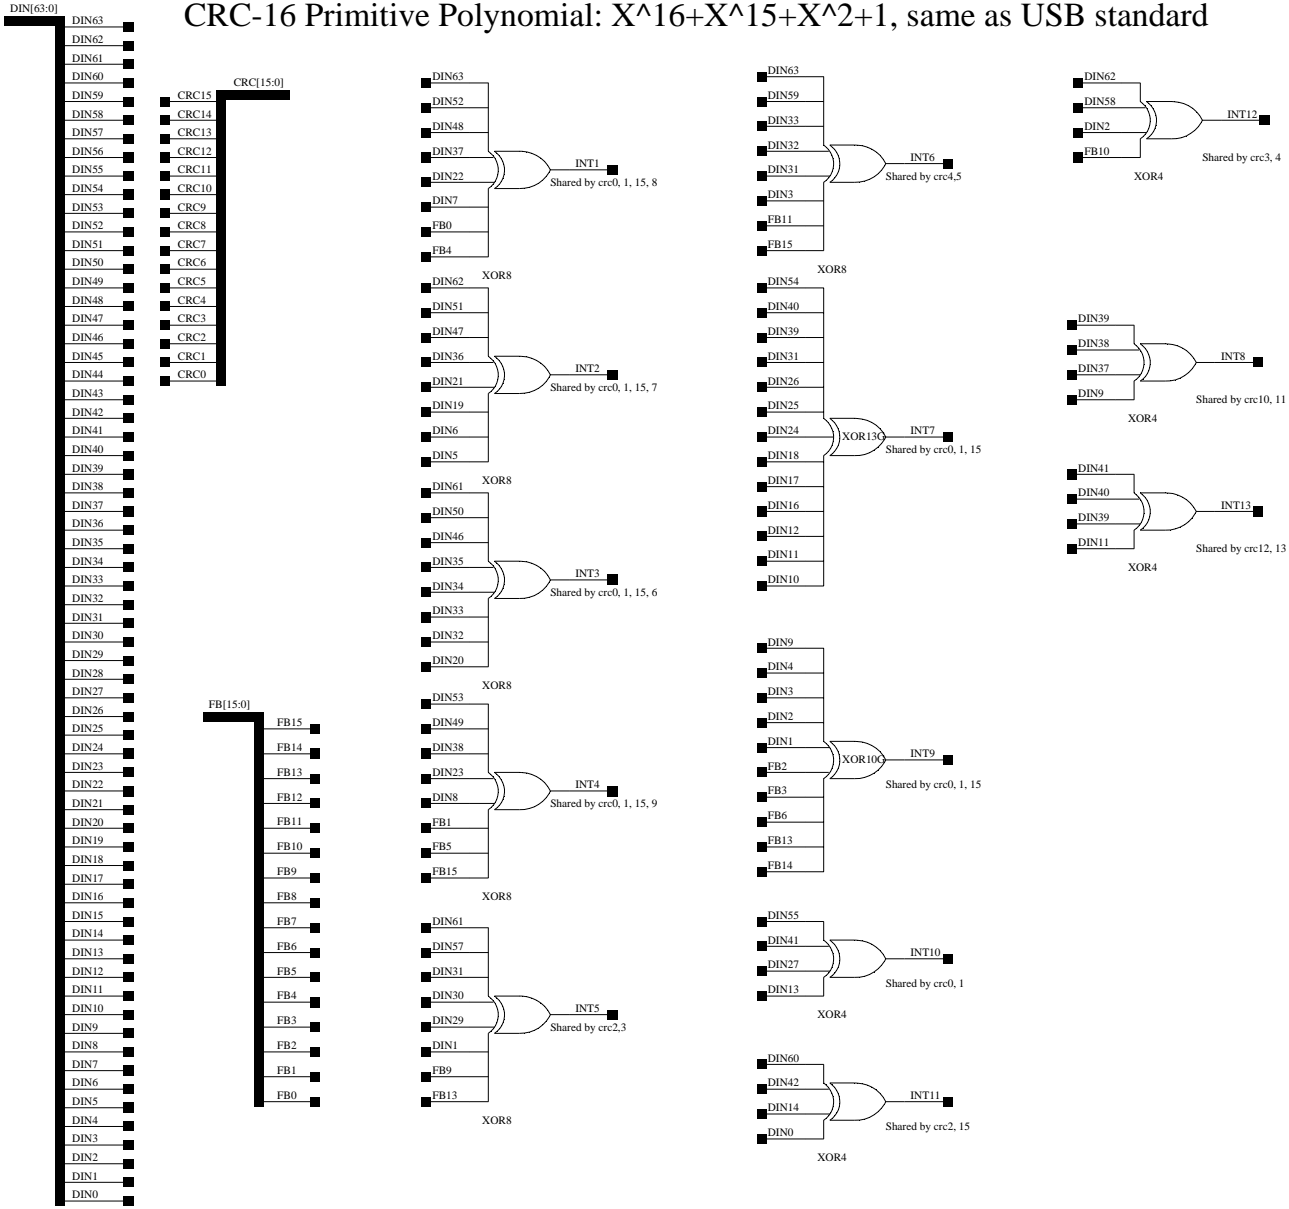 CRC-16 Primitive Polynomial: X^16+X^15+X^2+1, same as USB standard
DIN[63:0]
DIN63
DIN62
DIN61
DIN60
DIN59
DIN58
DIN57
DIN56
DIN55
DIN54
DIN53
DIN52
DIN51
DIN50
DIN49
DIN48
DIN47
DIN46
DIN45
DIN44
DIN43
DIN42
DIN41
DIN40
DIN39
DIN38
DIN37
DIN36
DIN35
DIN34
DIN33
DIN32
DIN31
DIN30
DIN29
DIN28
DIN27
DIN26
DIN25
DIN24
DIN23
DIN22
DIN21
DIN20
DIN19
DIN18
DIN17
DIN16
DIN15
DIN14
DIN13
DIN12
DIN11
DIN10
DIN9
DIN8
DIN7
DIN6
DIN5
DIN4
DIN3
DIN2
DIN1
DIN0
CRC[15:0]
CRC15
CRC14
CRC13
CRC12
CRC11
CRC10
CRC9
CRC8
CRC7
CRC6
CRC5
CRC4
CRC3
CRC2
CRC1
CRC0
FB[15:0]
FB15
FB14
FB13
FB12
FB11
FB10
FB9
FB8
FB7
FB6
FB5
FB4
FB3
FB2
FB1
FB0
DIN63
DIN52
DIN48
DIN37
DIN22
DIN7
FB0
FB4
INT1
Shared by crc0, 1, 15, 8
XOR8
DIN62
DIN51
DIN47
DIN36
DIN21
DIN19
DIN6
DIN5
INT2
Shared by crc0, 1, 15, 7
XOR8
DIN61
DIN50
DIN46
DIN35
DIN34
DIN33
DIN32
DIN20
INT3
Shared by crc0, 1, 15, 6
XOR8
DIN53
DIN49
DIN38
DIN23
DIN8
FB1
FB5
FB15
INT4
Shared by crc0, 1, 15, 9
XOR8
DIN61
DIN57
DIN31
DIN30
DIN29
DIN1
FB9
FB13
INT5
Shared by crc2,3
XOR8
DIN63
DIN59
DIN33
DIN32
DIN31
DIN3
FB11
FB15
INT6
Shared by crc4,5
XOR8
DIN54
DIN40
DIN39
DIN31
DIN26
DIN25
DIN24
DIN18
DIN17
DIN16
DIN12
DIN11
DIN10
XOR13G
INT7
Shared by crc0, 1, 15
DIN9
DIN4
DIN3
DIN2
DIN1
FB2
FB3
FB6
FB13
FB14
XOR10G
INT9
Shared by crc0, 1, 15
DIN55
DIN41
DIN27
DIN13
INT10
Shared by crc0, 1
XOR4
DIN60
DIN42
DIN14
DIN0
INT11
Shared by crc2, 15
XOR4
DIN62
DIN58
DIN2
FB10
INT12
Shared by crc3, 4
XOR4
DIN39
DIN38
DIN37
DIN9
INT8
Shared by crc10, 11
XOR4
DIN41
DIN40
DIN39
DIN11
INT13
Shared by crc12, 13
XOR4